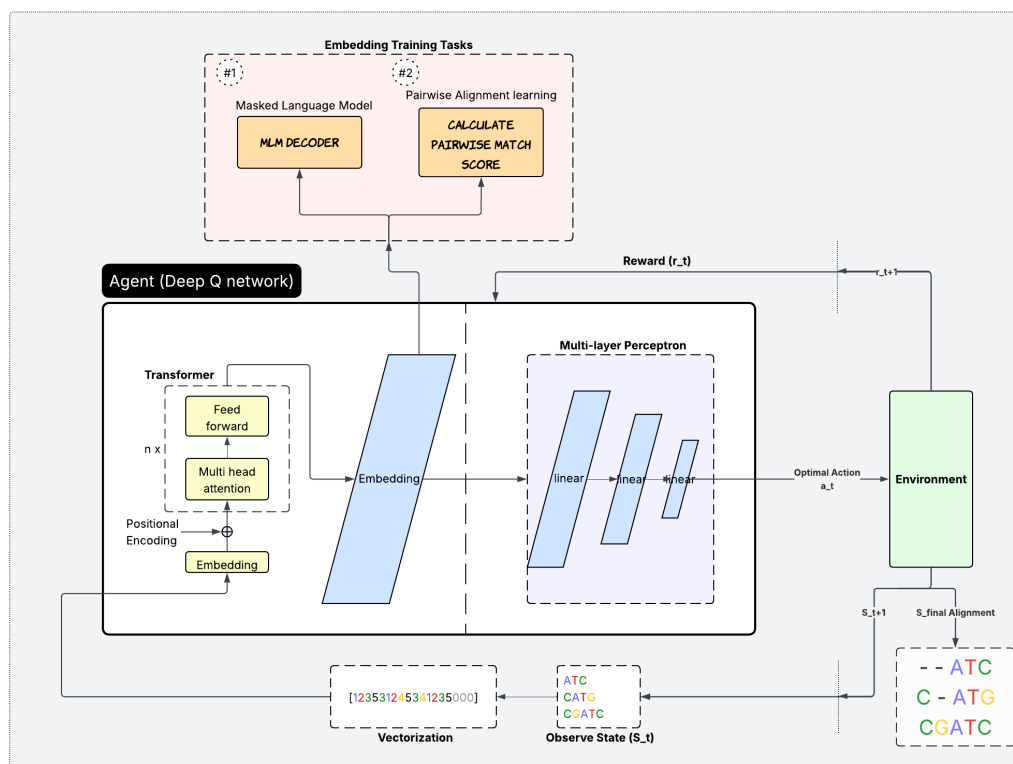 Embedding Training Tasks
#1
#2
Masked Language Model
Pairwise Alignment learning
MLM DECODER
CALCULATE
PAIRWISE MATCH
SCORE
Reward (r_t)
r_t+1
Agent (Deep Q network)
Multi-layer Perceptron
Transformer
Feed
forward
n x
Multi head
attention
Embedding
linear
linear
linear
Optimal Action
a_t
Environment
Positional
Encoding
Embedding
S_t+1
S_final Alignment
[123531245341235000]
Vectorization
ATC
CATG
CGATC
Observe State (S_t)
- - ATC
C - ATG
CGATC